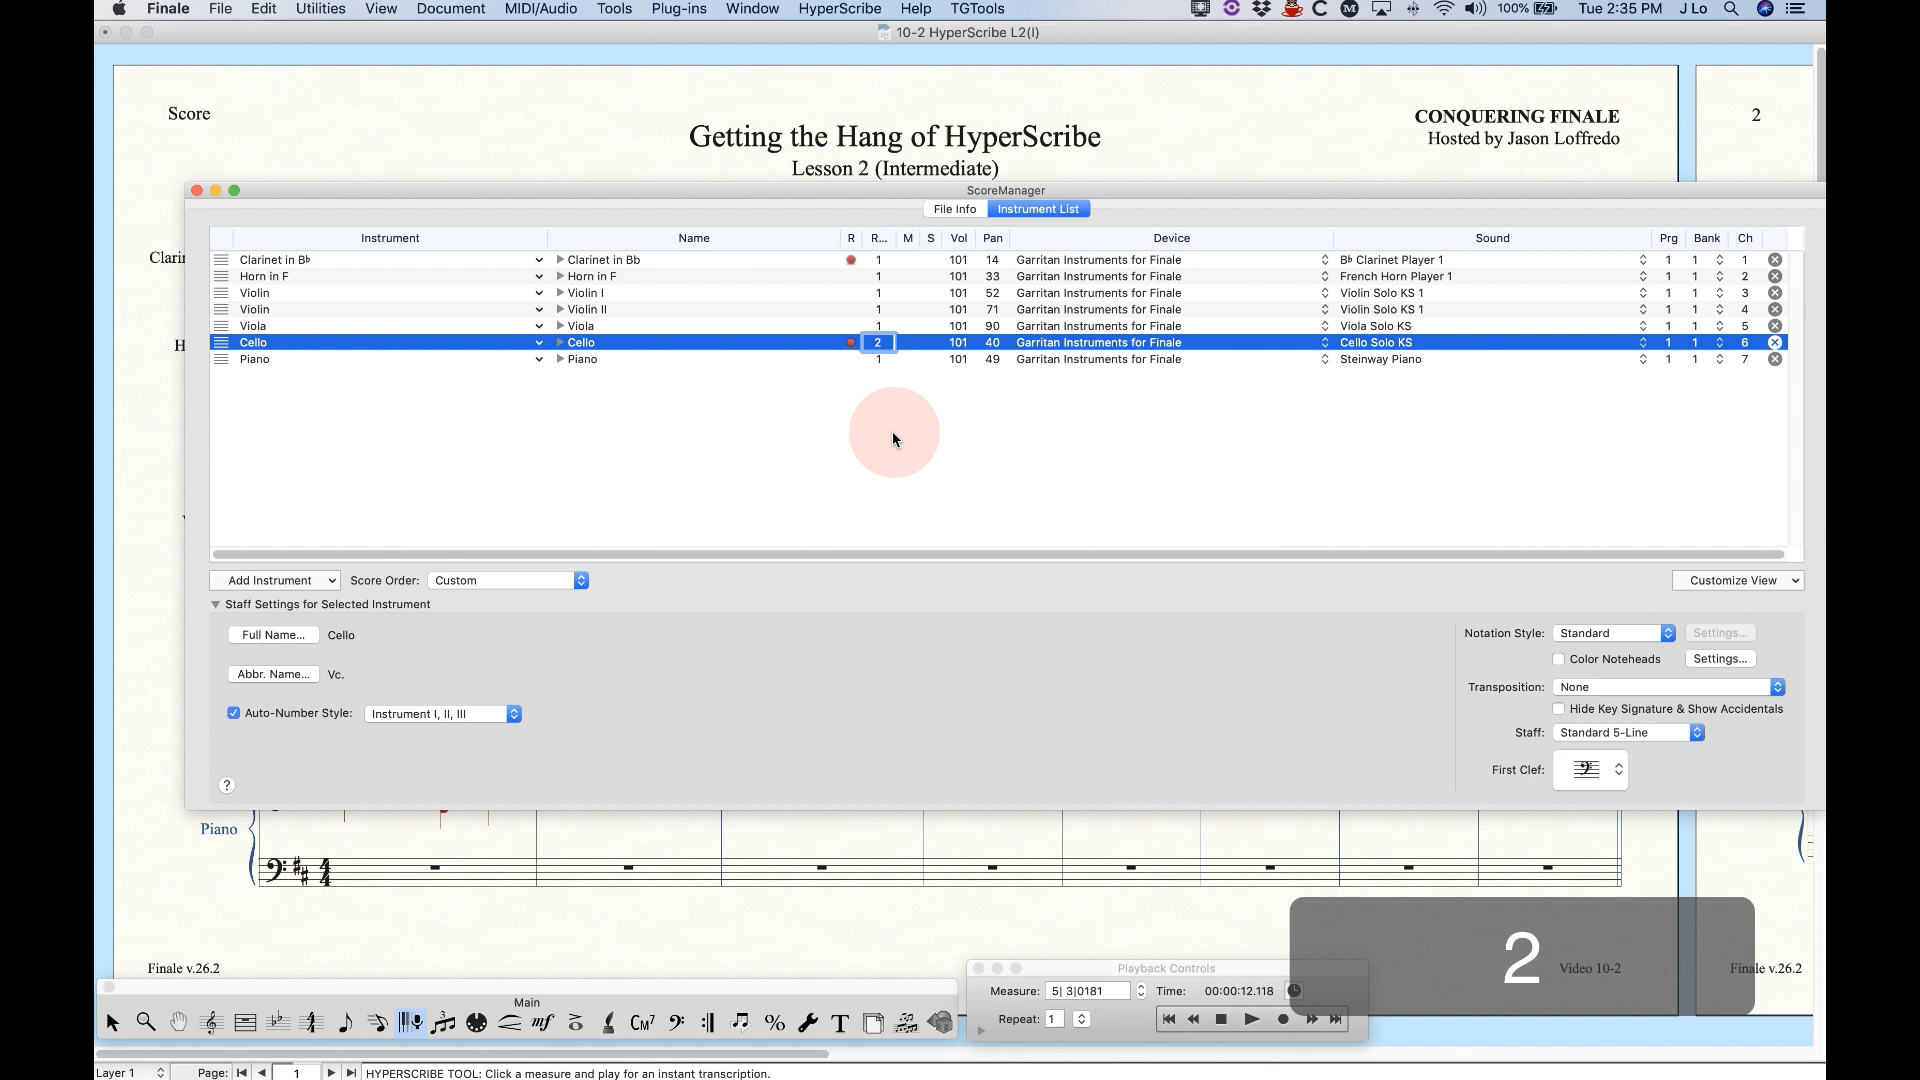 Finale File Edit Utilities View Document MIDI/Audio Tools Plug-ins Window HyperScribe Help TGTools 100% Tue 2:35 PM J Lo
10-2 HyperScribe L2(I)
Score
Getting the Hang of HyperScribe
Lesson 2 (Intermediate)
CONQUERING FINALE
Hosted by Jason Loffredo
2
ScoreManager
File Info Instrument List
Instrument Name R R... M S Vol Pan Device Sound Prg Bank Ch
Clarinet in B♭ Clarinet in B♭ 1 101 14 Garritan Instruments for Finale B♭ Clarinet Player 1 1 1 1
Horn in F Horn in F 1 101 33 Garritan Instruments for Finale French Horn Player 1 1 1 2
Violin Violin I 1 101 52 Garritan Instruments for Finale Violin Solo KS 1 1 1 3
Violin Violin II 1 101 71 Garritan Instruments for Finale Violin Solo KS 1 1 1 4
Viola Viola 1 101 90 Garritan Instruments for Finale Viola Solo KS 1 1 5
Cello Cello 2 101 40 Garritan Instruments for Finale Cello Solo KS 1 1 6
Piano Piano 1 101 49 Garritan Instruments for Finale Steinway Piano 1 1 7
Clari
H
Add Instrument Score Order: Custom Customize View
Staff Settings for Selected Instrument
Full Name... Cello
Abbr. Name... Vc.
Auto-Number Style: Instrument I, II, III
Notation Style: Standard Settings...
Color Noteheads Settings...
Transposition: None
Hide Key Signature & Show Accidentals
Staff: Standard 5-Line
First Clef:
?
Piano
2
Finale v.26.2
Video 10-2
Finale v.26.2
Main
Playback Controls
Measure: 5| 3|0181 Time: 00:00:12.118
Repeat: 1
Layer 1 Page: 1 HYPERSCRIBE TOOL: Click a measure and play for an instant transcription.